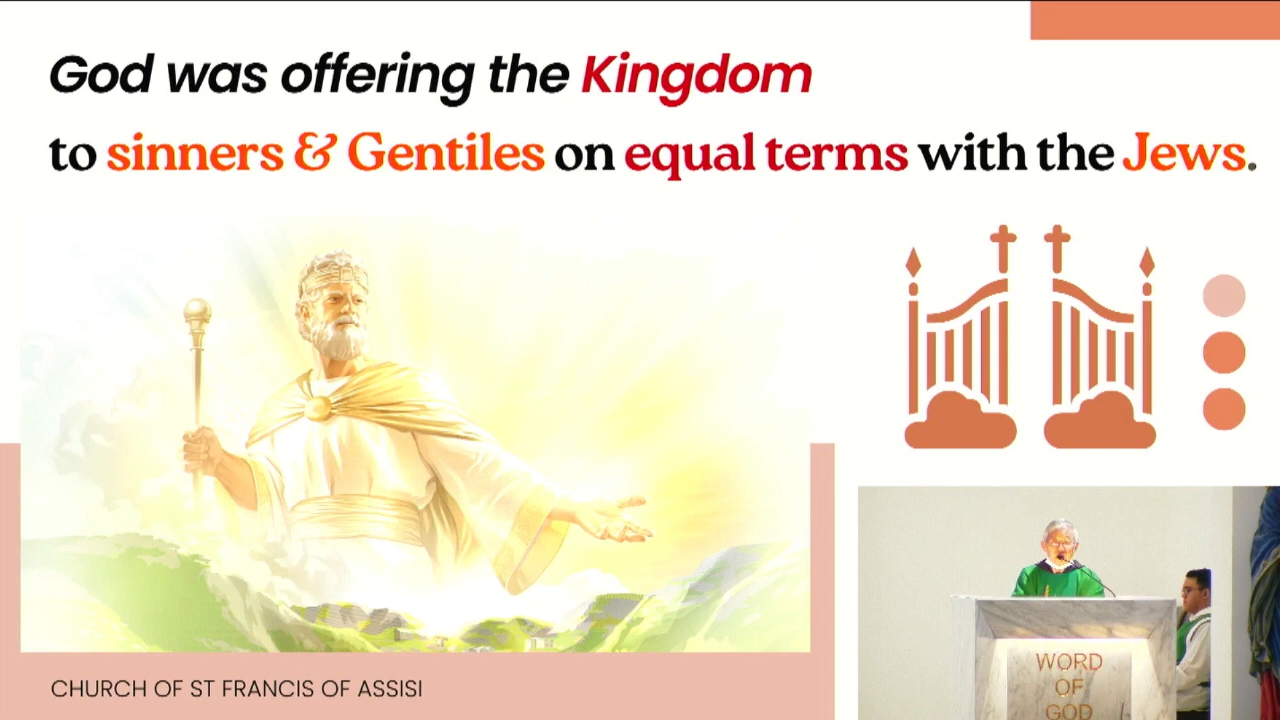 God was offering the Kingdom
to sinners & Gentiles on equal terms with the Jews.
CHURCH OF ST FRANCIS OF ASSISI
WORD
OF
GOD